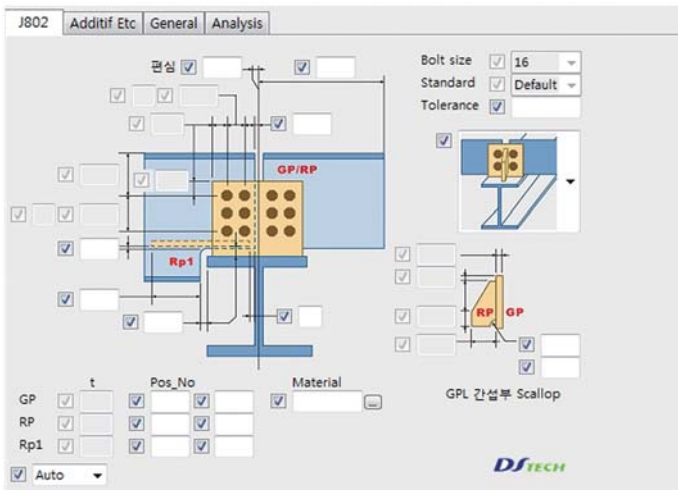 J802 Additif Etc General Analysis
편심
Bolt size 16
Standard Default
Tolerance
GP/RP
Rp1
RP GP
t Pos_No Material
GP
RP
Rp1
GPL 간섭부 Scallop
Auto
DSTECH